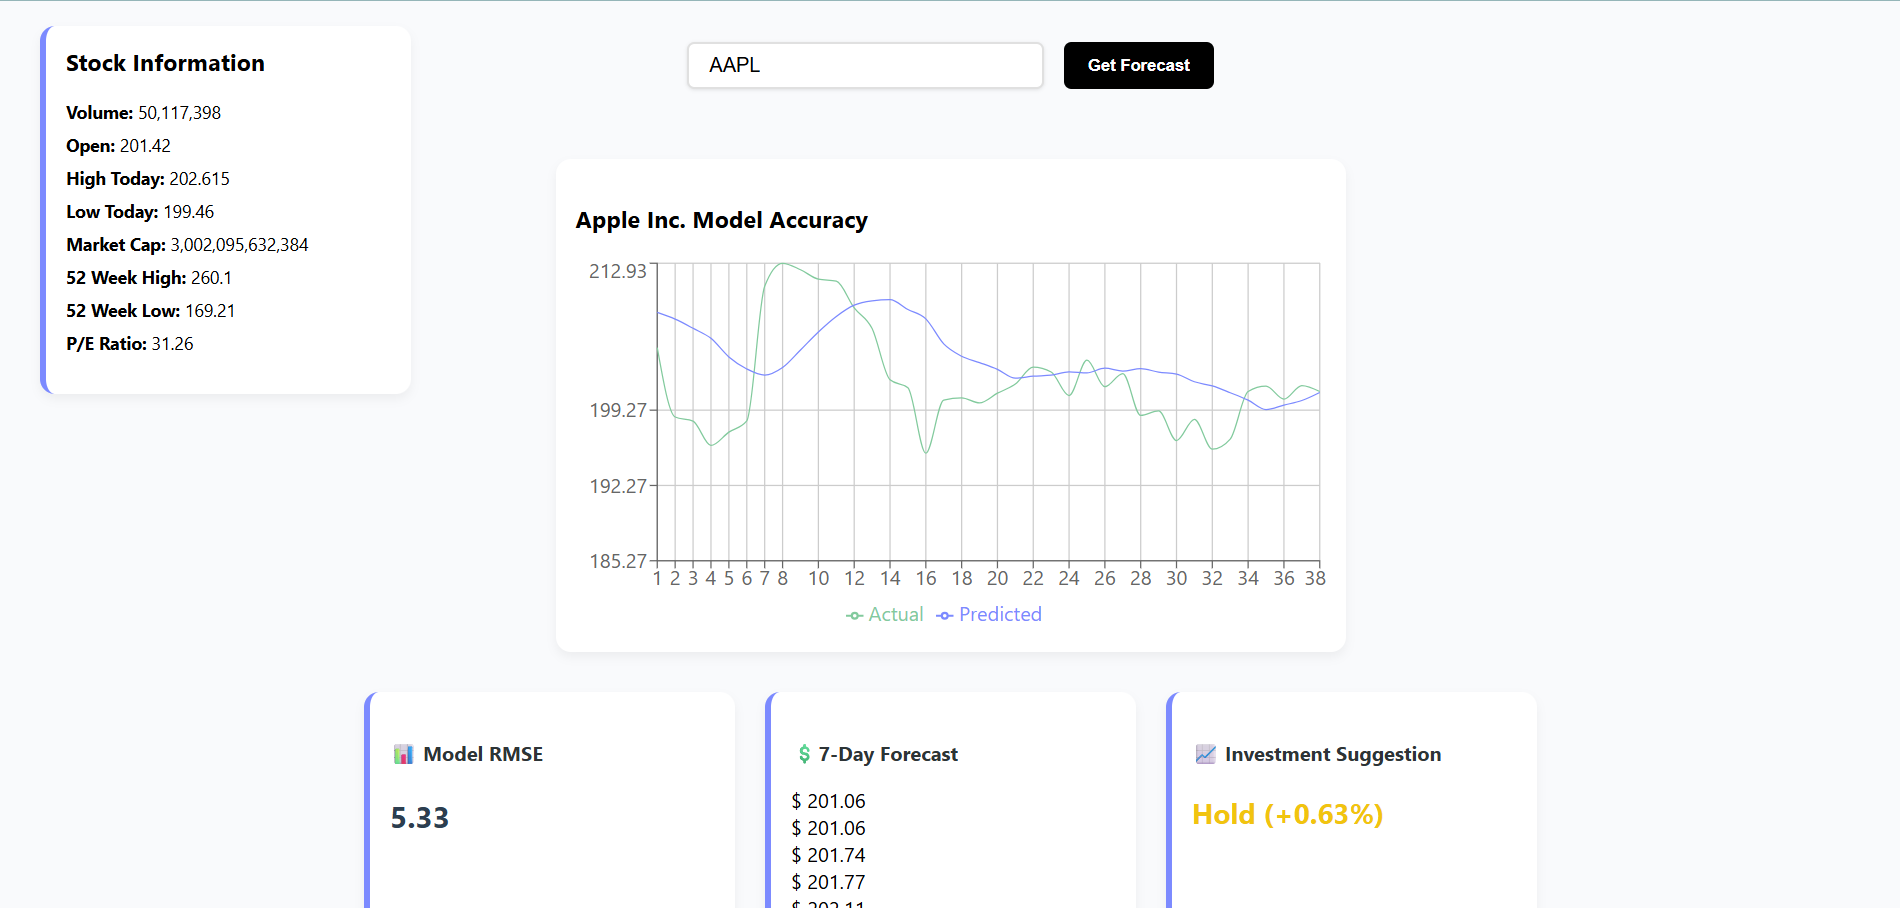 Stock Information
Volume: 50,117,398
Open: 201.42
High Today: 202.615
Low Today: 199.46
Market Cap: 3,002,095,632,384
52 Week High: 260.1
52 Week Low: 169.21
P/E Ratio: 31.26
AAPL
Get Forecast
Apple Inc. Model Accuracy
212.93
199.27
192.27
185.27
1 2 3 4 5 6 7 8 10 12 14 16 18 20 22 24 26 28 30 32 34 36 38
Actual Predicted
Model RMSE
5.33
7-Day Forecast
$ 201.06
$ 201.06
$ 201.74
$ 201.77
Investment Suggestion
Hold (+0.63%)